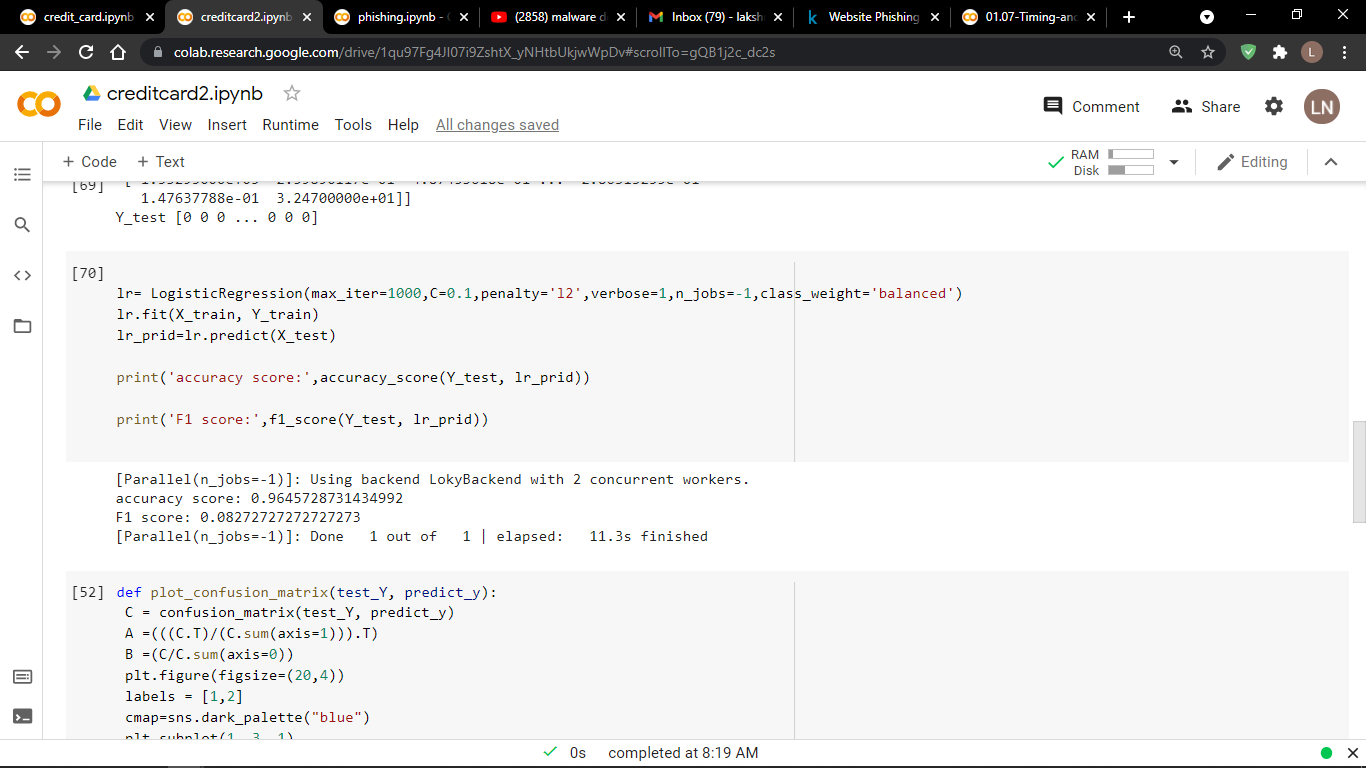 credit_card.ipynb
creditcard2.ipynb
phishing.ipynb -
(2858) malware d
Inbox (79) - laksh
Website Phishing
01.07-Timing-and
colab.research.google.com/drive/1qu97Fg4Jl07i9ZshtX_yNHtbUkjwWpDv#scrollTo=gQB1j2c_dc2s
L
creditcard2.ipynb
Comment
Share
LN
File Edit View Insert Runtime Tools Help All changes saved
+ Code + Text
RAM
Disk
Editing
[69]
1.47637788e-01 3.24700000e+01]]
Y_test [0 0 0 ... 0 0 0]
[70]
lr= LogisticRegression(max_iter=1000,C=0.1,penalty='l2',verbose=1,n_jobs=-1,class_weight='balanced')
lr.fit(X_train, Y_train)
lr_prid=lr.predict(X_test)
print('accuracy score:',accuracy_score(Y_test, lr_prid))
print('F1 score:',f1_score(Y_test, lr_prid))
[Parallel(n_jobs=-1)]: Using backend LokyBackend with 2 concurrent workers.
accuracy score: 0.9645728731434992
F1 score: 0.08272727272727273
[Parallel(n_jobs=-1)]: Done 1 out of 1 | elapsed: 11.3s finished
[52] def plot_confusion_matrix(test_Y, predict_y):
C = confusion_matrix(test_Y, predict_y)
A =(((C.T)/(C.sum(axis=1))).T)
B =(C/C.sum(axis=0))
plt.figure(figsize=(20,4))
labels = [1,2]
cmap=sns.dark_palette("blue")
plt.subplot(1, 3, 1)
0s completed at 8:19 AM